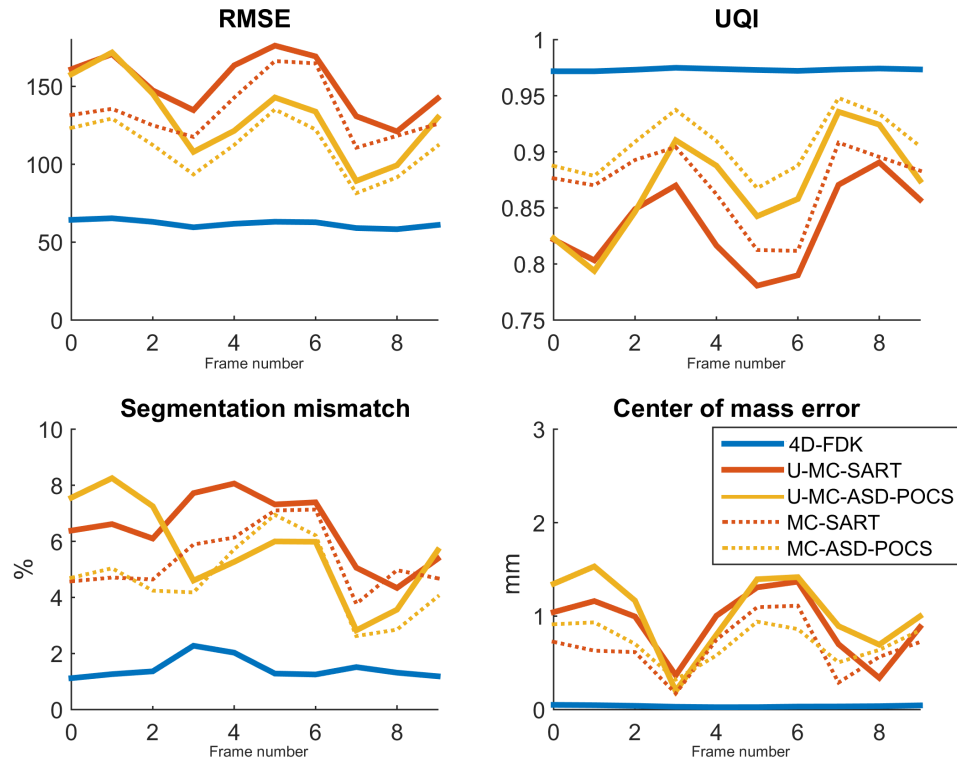 RMSE
150
100
50
0
0 2 4 6 8
Frame number
UQI
1
0.95
0.9
0.85
0.8
0.75
0 2 4 6 8
Frame number
Segmentation mismatch
10
8
6
4
2
0
%
0 2 4 6 8
Frame number
Center of mass error
3
2
1
0
mm
0 2 4 6 8
Frame number
4D-FDK
U-MC-SART
U-MC-ASD-POCS
MC-SART
MC-ASD-POCS